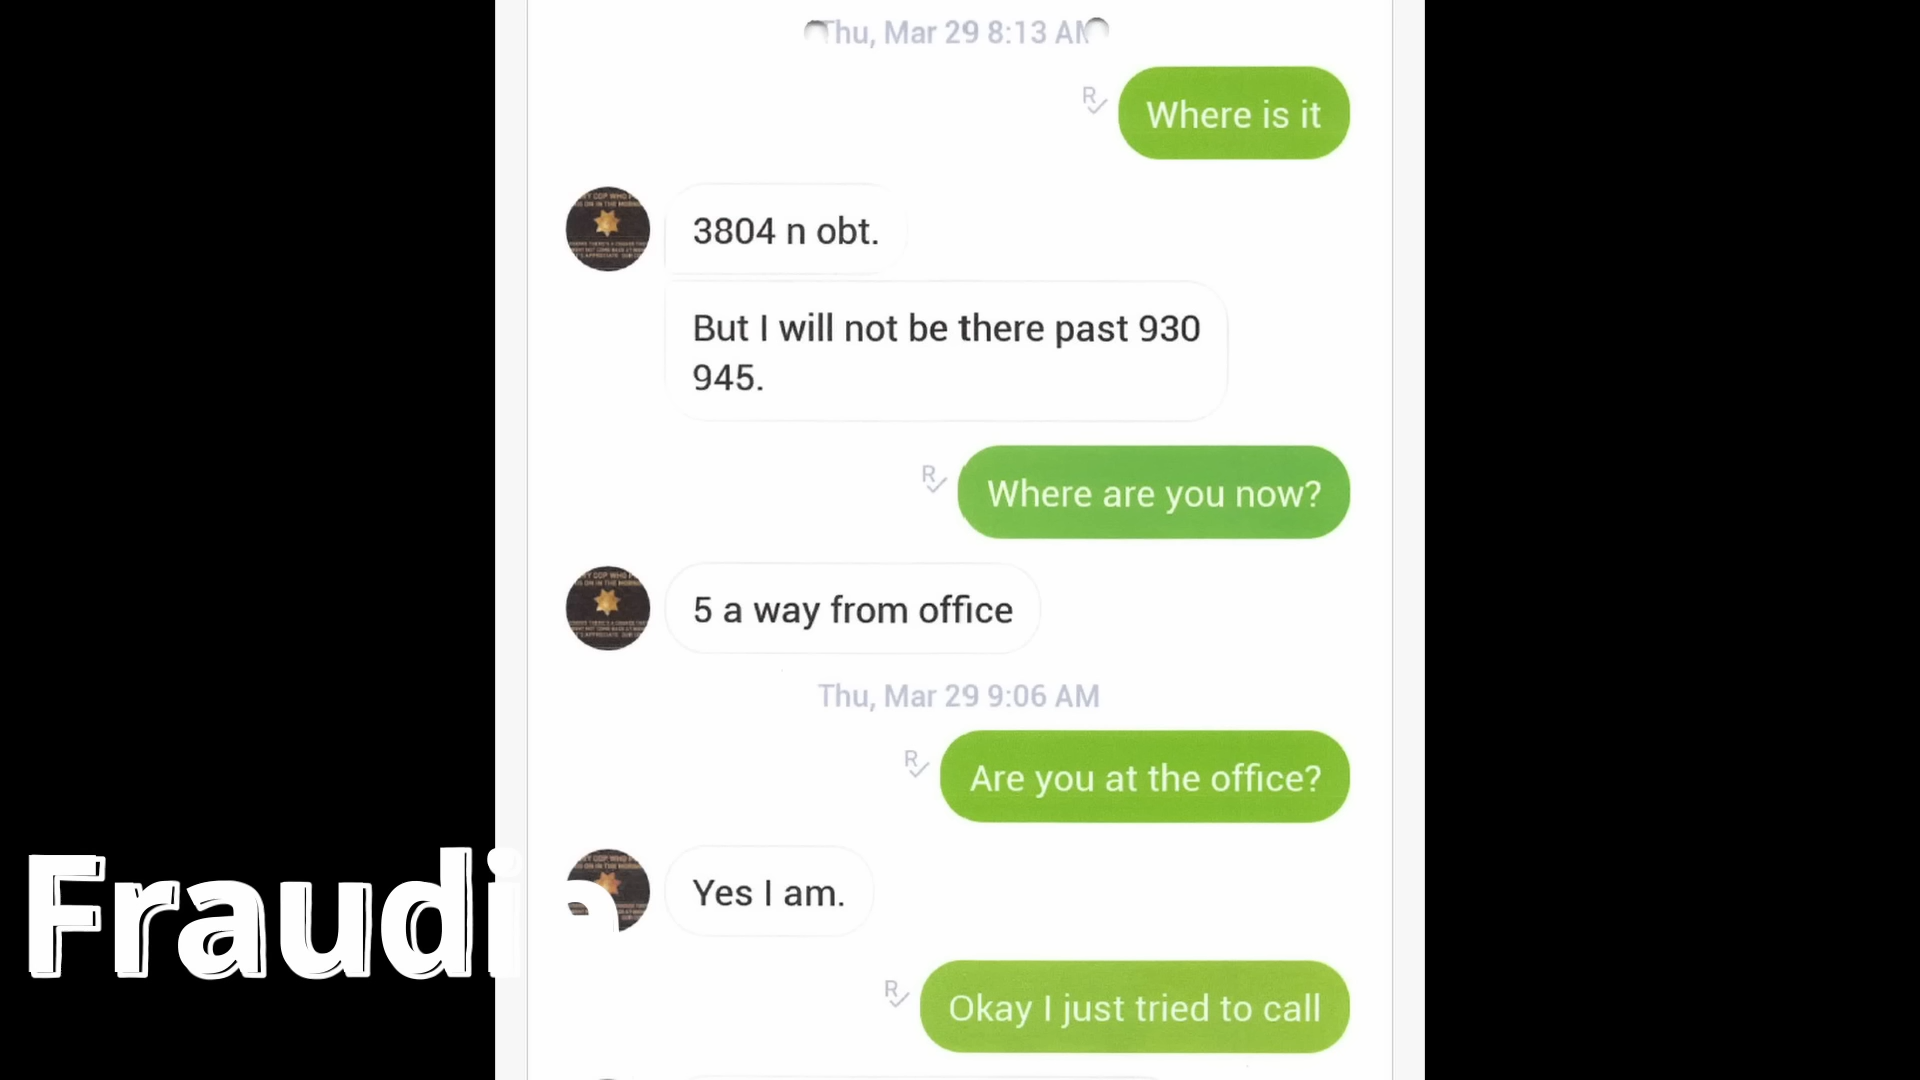 Thu, Mar 29 8:13 AM
Where is it
3804 n obt.
But I will not be there past 930
945.
Where are you now?
5 a way from office
Thu, Mar 29 9:06 AM
Are you at the office?
Yes I am.
Okay I just tried to call